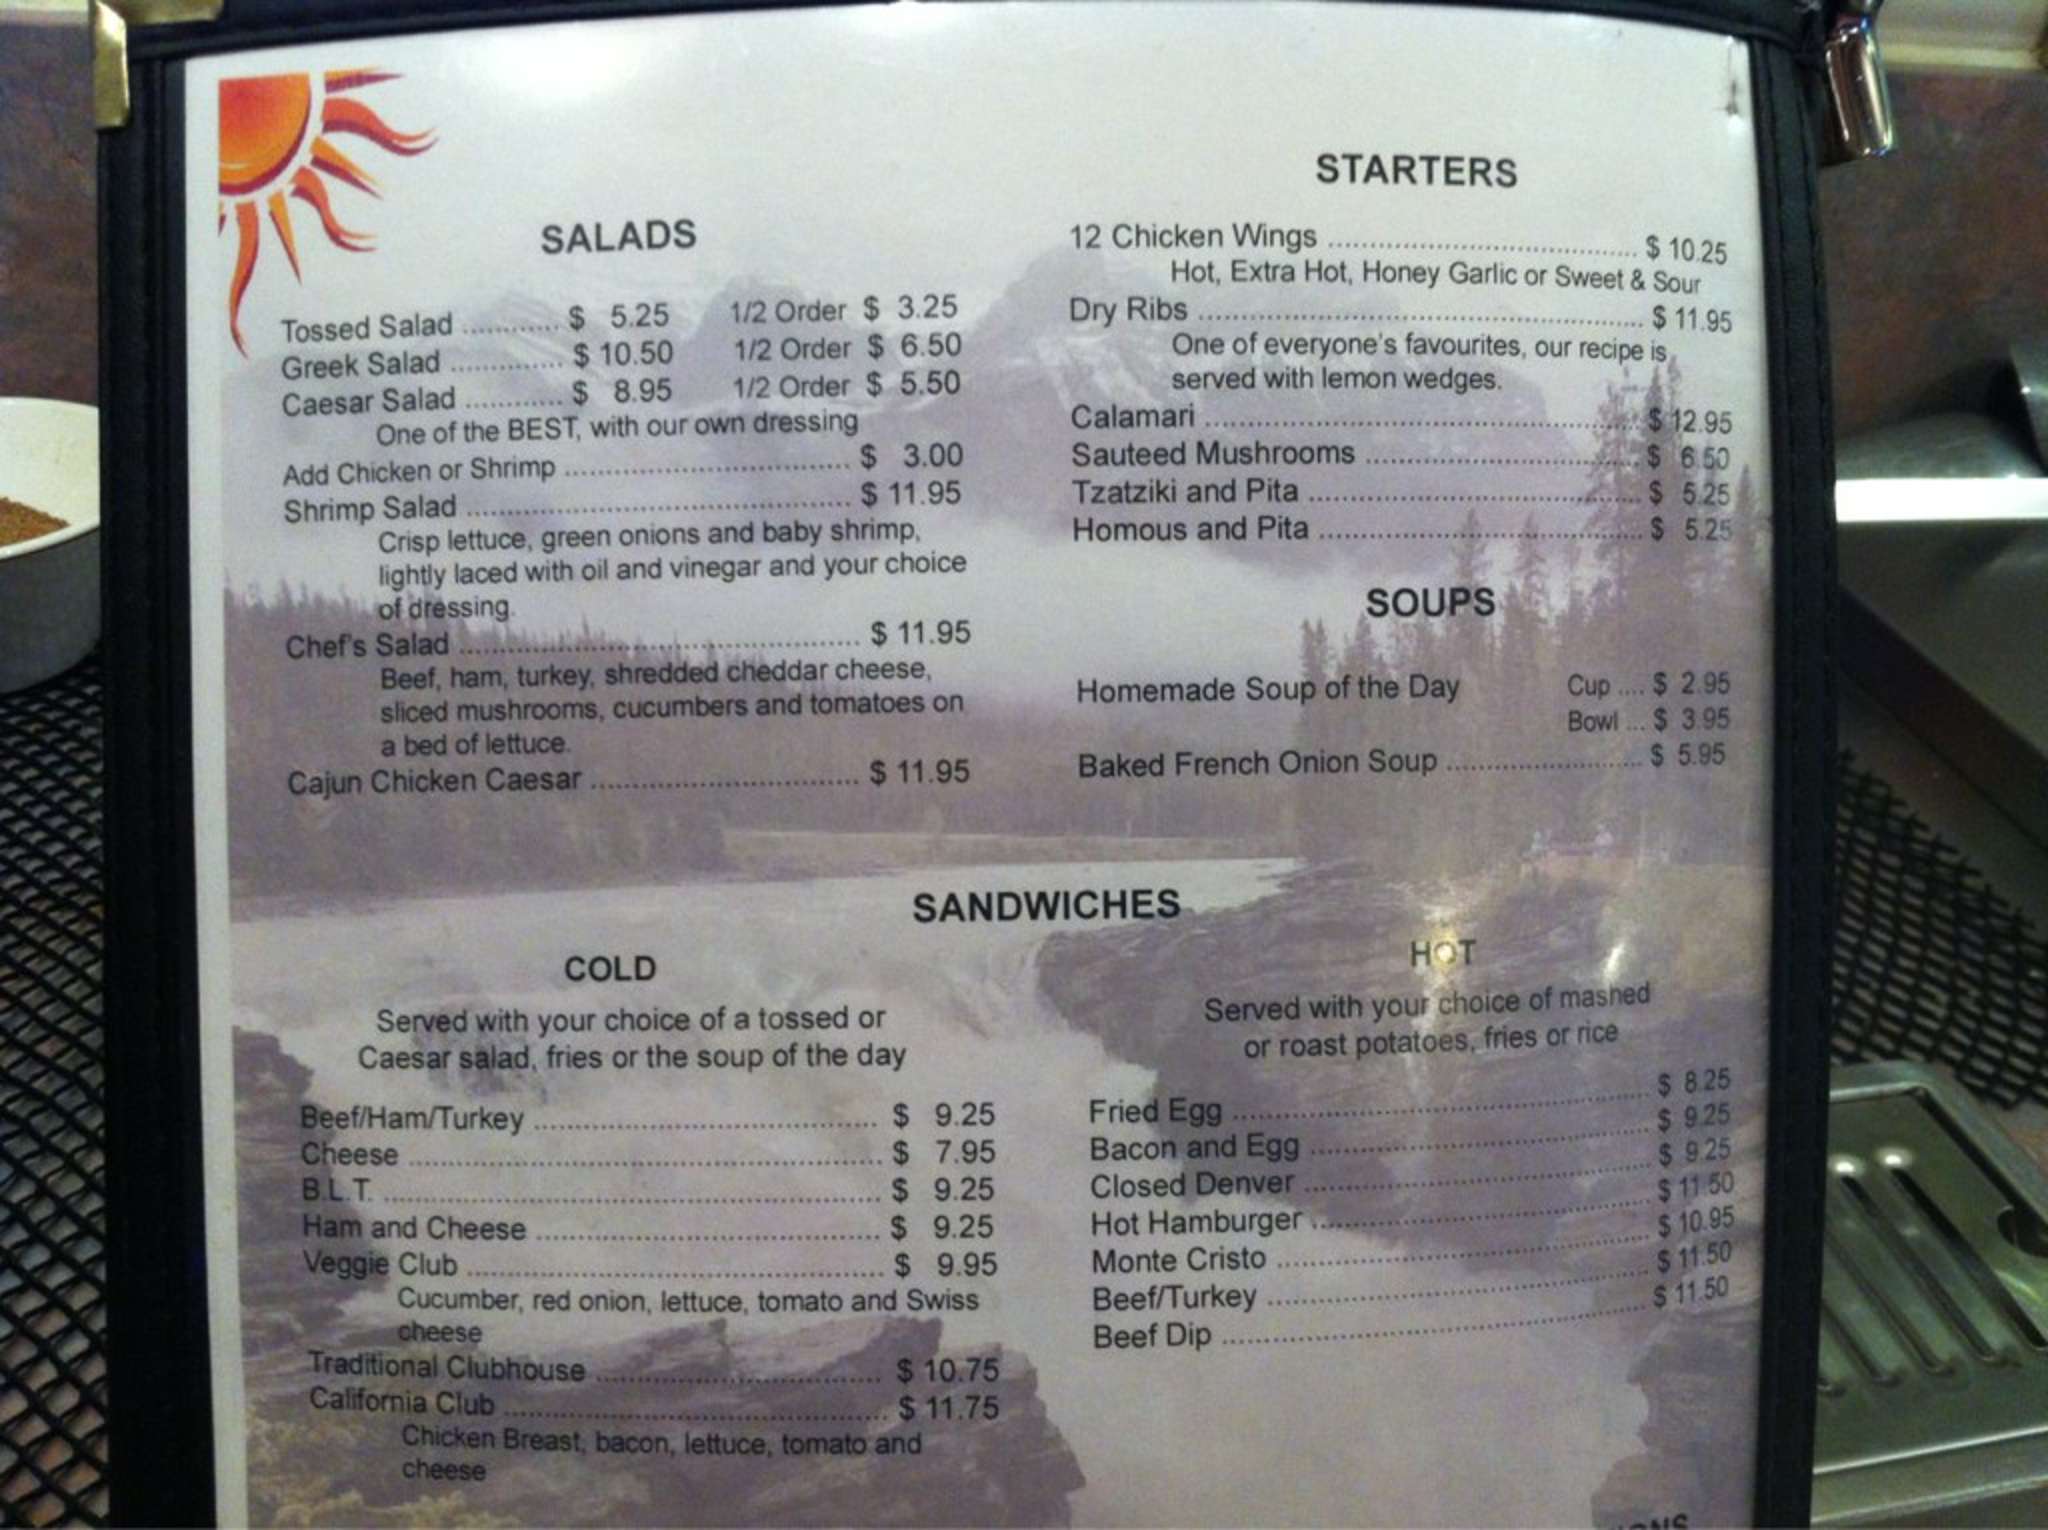 SALADS
Tossed Salad ............ $ 5.25 1/2 Order $ 3.25
Greek Salad ............. $ 10.50 1/2 Order $ 6.50
Caesar Salad ............ $ 8.95 1/2 Order $ 5.50
One of the BEST, with our own dressing
Add Chicken or Shrimp .................................. $ 3.00
Shrimp Salad .............................................. $ 11.95
Crisp lettuce, green onions and baby shrimp,
lightly laced with oil and vinegar and your choice
of dressing.
Chef's Salad ................................................ $ 11.95
Beef, ham, turkey, shredded cheddar cheese,
sliced mushrooms, cucumbers and tomatoes on
a bed of lettuce.
Cajun Chicken Caesar ................................ $ 11.95
STARTERS
12 Chicken Wings ..................................... $ 10.25
Hot, Extra Hot, Honey Garlic or Sweet & Sour
Dry Ribs ..................................................... $ 11.95
One of everyone's favourites, our recipe is
served with lemon wedges.
Calamari .................................................... $ 12.95
Sauteed Mushrooms ................................. $ 6.50
Tzatziki and Pita ........................................ $ 5.25
Homous and Pita ....................................... $ 5.25
SOUPS
Homemade Soup of the Day Cup .... $ 2.95
Bowl ... $ 3.95
Baked French Onion Soup ........................ $ 5.95
SANDWICHES
COLD
Served with your choice of a tossed or
Caesar salad, fries or the soup of the day
Beef/Ham/Turkey ......................................... $ 9.25
Cheese ......................................................... $ 7.95
B.L.T. ............................................................ $ 9.25
Ham and Cheese ......................................... $ 9.25
Veggie Club .................................................. $ 9.95
Cucumber, red onion, lettuce, tomato and Swiss
cheese
Traditional Clubhouse .................................. $ 10.75
California Club .............................................. $ 11.75
Chicken Breast, bacon, lettuce, tomato and
cheese
HOT
Served with your choice of mashed
or roast potatoes, fries or rice
Fried Egg .................................................... $ 8.25
Bacon and Egg .......................................... $ 9.25
Closed Denver ........................................... $ 9.25
Hot Hamburger .......................................... $ 11.50
Monte Cristo .............................................. $ 10.95
Beef/Turkey ............................................... $ 11.50
Beef Dip ..................................................... $ 11.50